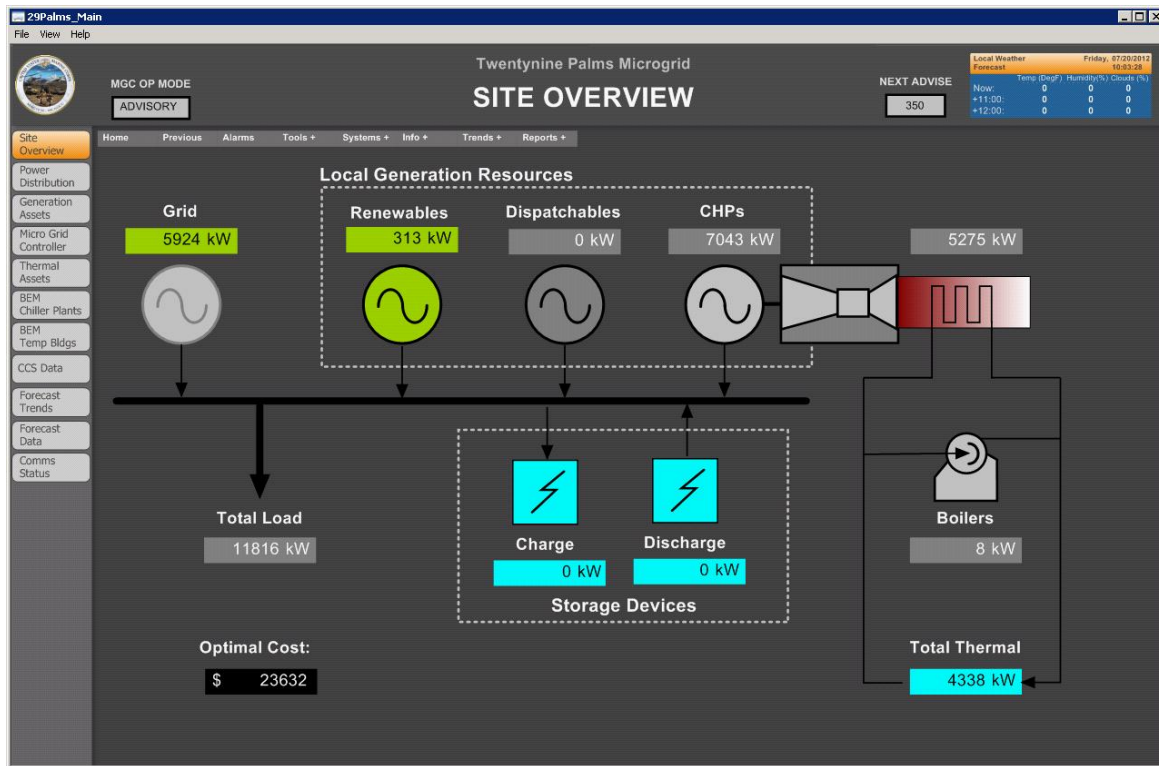 29Palms_Main
File View Help
Twentynine Palms Microgrid
SITE OVERVIEW
MGC OP MODE
ADVISORY
NEXT ADVISE
350
Local Weather Forecast Friday, 07/20/2012 10:03:28
Temp (DegF) Humidity(%) Clouds (%)
Now: 0 0 0
+11:00: 0 0 0
+12:00: 0 0 0
Home Previous Alarms Tools + Systems + Info + Trends + Reports +
Site
Overview
Power
Distribution
Generation
Assets
Micro Grid
Controller
Thermal
Assets
BEM
Chiller Plants
BEM
Temp Bldgs
CCS Data
Forecast
Trends
Forecast
Data
Comms
Status
Local Generation Resources
Grid
5924 kW
Renewables
313 kW
Dispatchables
0 kW
CHPs
7043 kW
5275 kW
Total Load
11816 kW
Charge
0 kW
Discharge
0 kW
Storage Devices
Boilers
8 kW
Optimal Cost:
$ 23632
Total Thermal
4338 kW